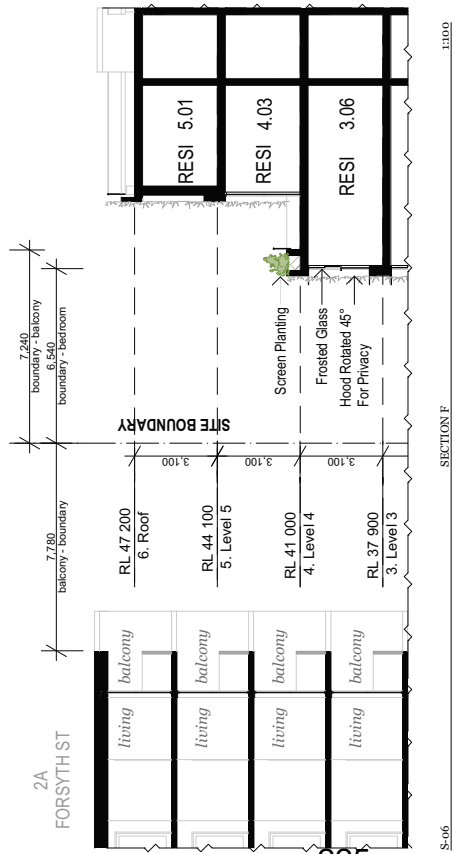 7,240
boundary - balcony
6,540
boundary - bedroom
7,780
balcony - boundary
2A
FORSYTH ST
SITE BOUNDARY
RL 47 200
6. Roof
RL 44 100
5. Level 5
RL 41 000
4. Level 4
RL 37 900
3. Level 3
3,100
3,100
3,100
living
balcony
living
balcony
living
balcony
living
balcony
RESI 5.01
RESI 4.03
RESI 3.06
Screen Planting
Frosted Glass
Hood Rotated 45°
For Privacy
S-06
SECTION F
1:100